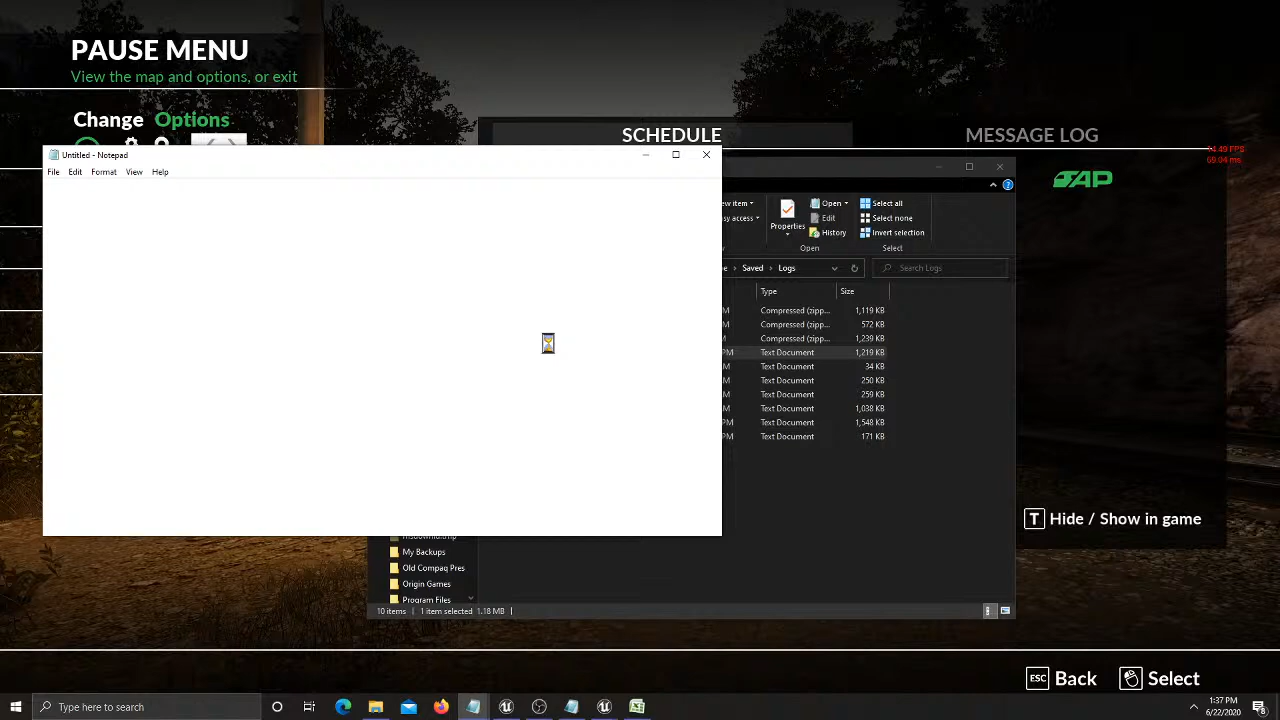 PAUSE MENU
View the map and options, or exit
Change Options
SCHEDULE
MESSAGE LOG
69.04 ms
Untitled - Notepad
File Edit Format View Help
Open
Select all
Properties
Edit
Select none
History
Invert selection
Open
Select
Saved Logs
Search Logs
Type Size
Compressed (zipp... 1,119 KB
Compressed (zipp... 572 KB
Compressed (zipp... 1,239 KB
PM Text Document 1,219 KB
Text Document 34 KB
Text Document 250 KB
Text Document 259 KB
Text Document 1,038 KB
PM Text Document 1,548 KB
PM Text Document 171 KB
T Hide / Show in game
My Backups
Old Compaq Pres
Origin Games
Program Files
10 items 1 item selected 1.18 MB
ESC Back Select
Type here to search
1:37 PM
6/22/2020